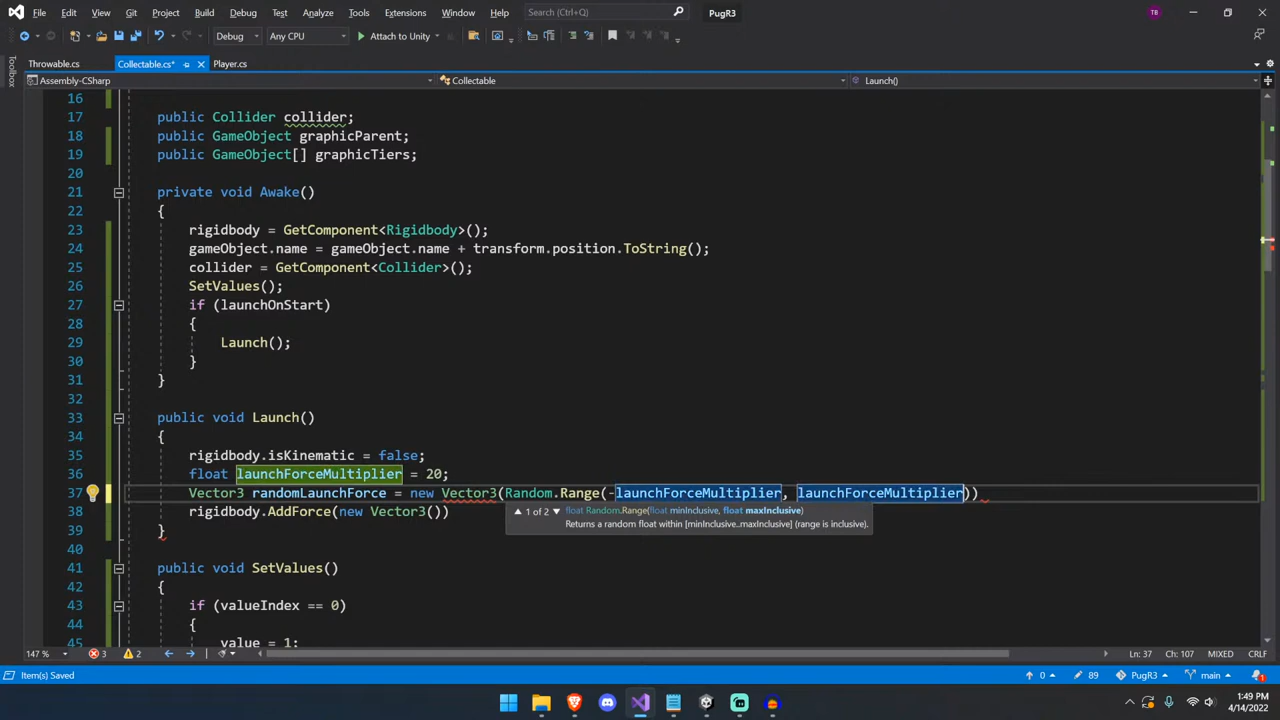 File Edit View Git Project Build Debug Test Analyze Tools Extensions Window Help Search (Ctrl+Q) PugR3 TB
Debug Any CPU Attach to Unity
Throwable.cs Collectable.cs* Player.cs
Assembly-CSharp Collectable Launch()
Toolbox
16
17 public Collider collider;
18 public GameObject graphicParent;
19 public GameObject[] graphicTiers;
20
21 private void Awake()
22 {
23 rigidbody = GetComponent<Rigidbody>();
24 gameObject.name = gameObject.name + transform.position.ToString();
25 collider = GetComponent<Collider>();
26 SetValues();
27 if (launchOnStart)
28 {
29 Launch();
30 }
31 }
32
33 public void Launch()
34 {
35 rigidbody.isKinematic = false;
36 float launchForceMultiplier = 20;
37 Vector3 randomLaunchForce = new Vector3(Random.Range(-launchForceMultiplier, launchForceMultiplier))
38 rigidbody.AddForce(new Vector3())
▲ 1 of 2 ▼ float Random.Range(float minInclusive, float maxInclusive)
Returns a random float within [minInclusive..maxInclusive] (range is inclusive).
39 }
40
41 public void SetValues()
42 {
43 if (valueIndex == 0)
44 {
45 value = 1;
147 % 3 2 Ln: 37 Ch: 107 MIXED CRLF
Item(s) Saved 0 89 PugR3 main 1
1:49 PM
4/14/2022